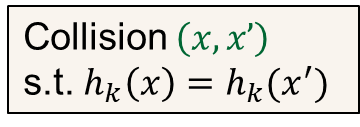 Collision (x, x′)
s.t. hₖ(x) = hₖ(x′)